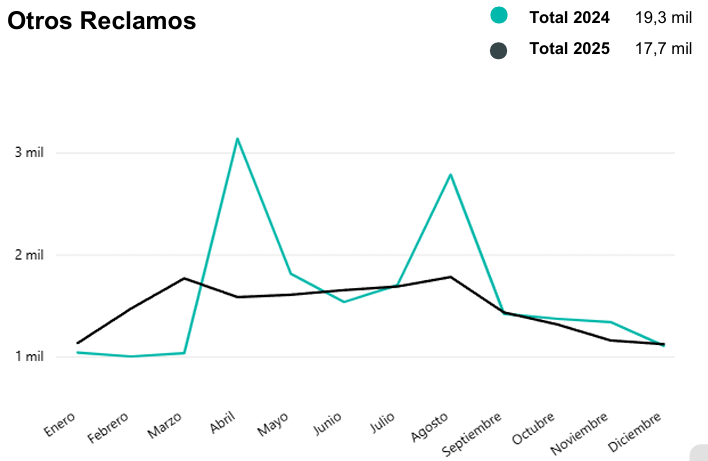 Otros Reclamos
Total 2024 19,3 mil
Total 2025 17,7 mil
3 mil
2 mil
1 mil
Enero
Febrero
Marzo
Abril
Mayo
Junio
Julio
Agosto
Septiembre
Octubre
Noviembre
Diciembre